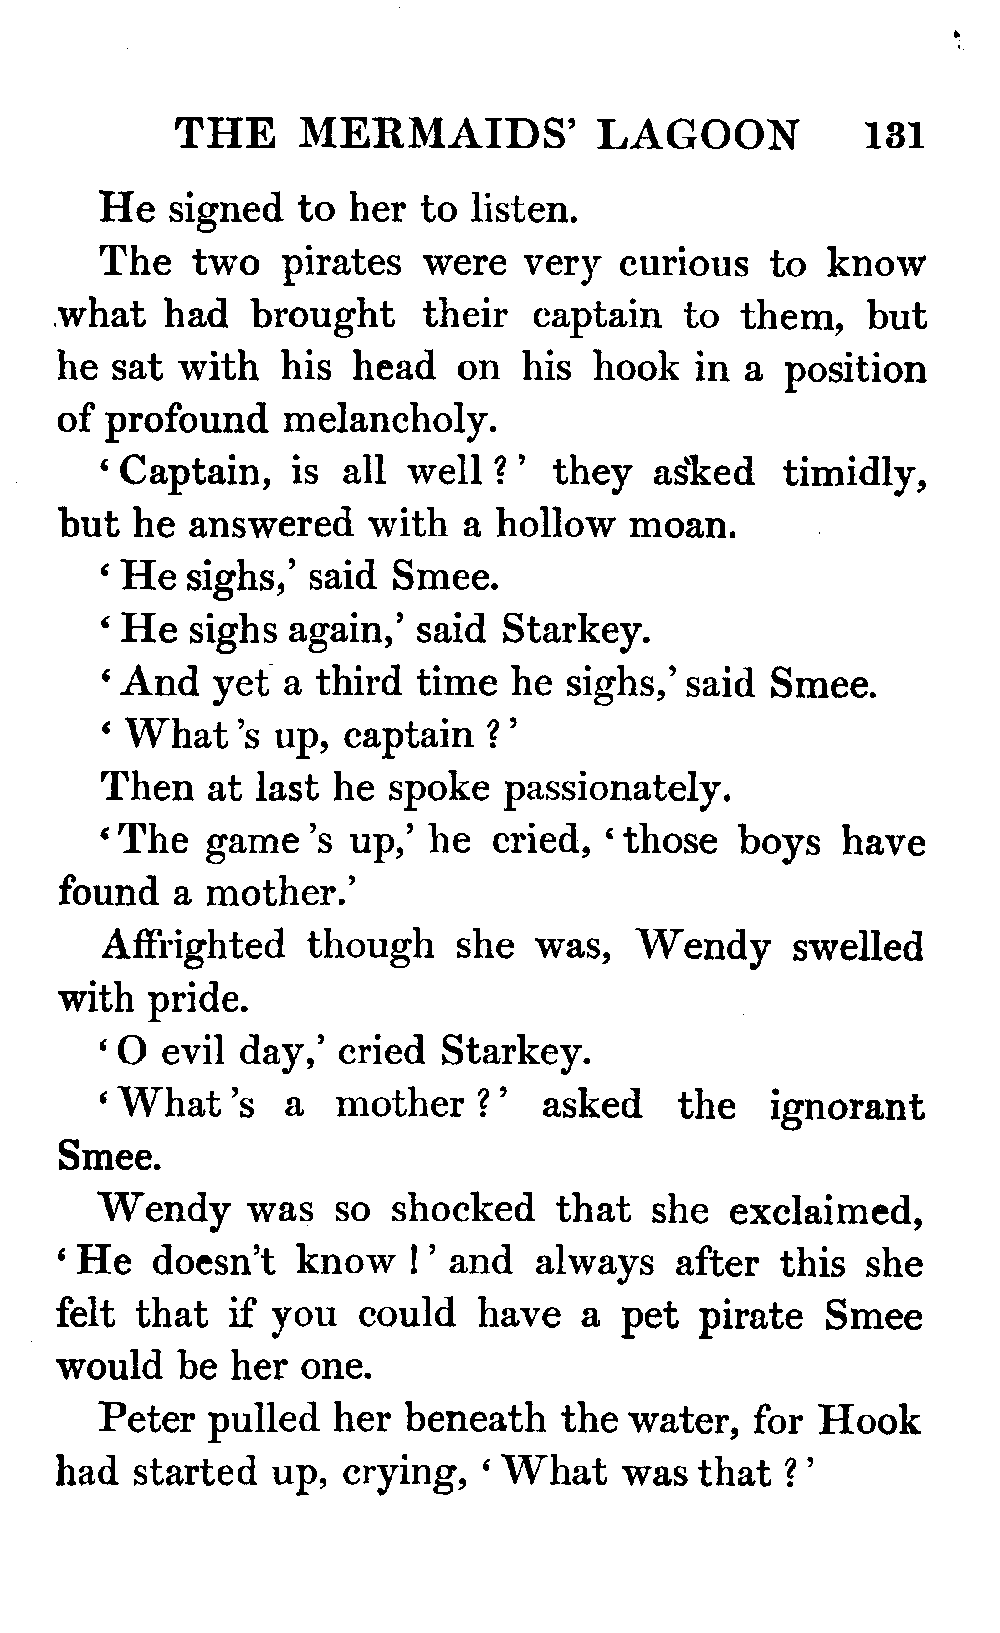 THE MERMAIDS' LAGOON 131
He signed to her to listen.
The two pirates were very curious to know
what had brought their captain to them, but
he sat with his head on his hook in a position
of profound melancholy.
‘ Captain, is all well ? ’ they asked timidly,
but he answered with a hollow moan.
‘ He sighs,’ said Smee.
‘ He sighs again,’ said Starkey.
‘ And yet a third time he sighs,’ said Smee.
‘ What ’s up, captain ? ’
Then at last he spoke passionately.
‘ The game ’s up,’ he cried, ‘ those boys have
found a mother.’
Affrighted though she was, Wendy swelled
with pride.
‘ O evil day,’ cried Starkey.
‘ What ’s a mother ? ’ asked the ignorant
Smee.
Wendy was so shocked that she exclaimed,
‘ He doesn’t know ! ’ and always after this she
felt that if you could have a pet pirate Smee
would be her one.
Peter pulled her beneath the water, for Hook
had started up, crying, ‘ What was that ? ’